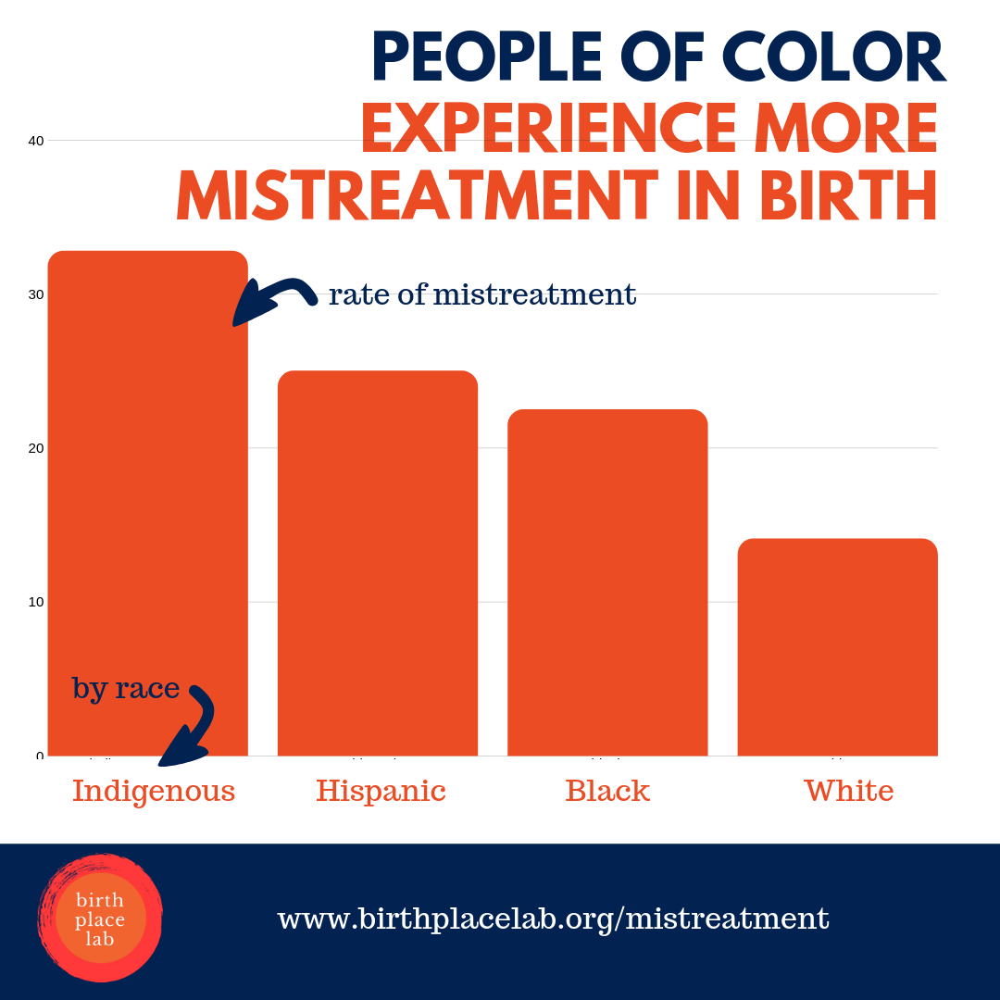 PEOPLE OF COLOR
EXPERIENCE MORE
MISTREATMENT IN BIRTH
40
30
20
10
0
rate of mistreatment
by race
Indigenous
Hispanic
Black
White
birth
place
lab
www.birthplacelab.org/mistreatment